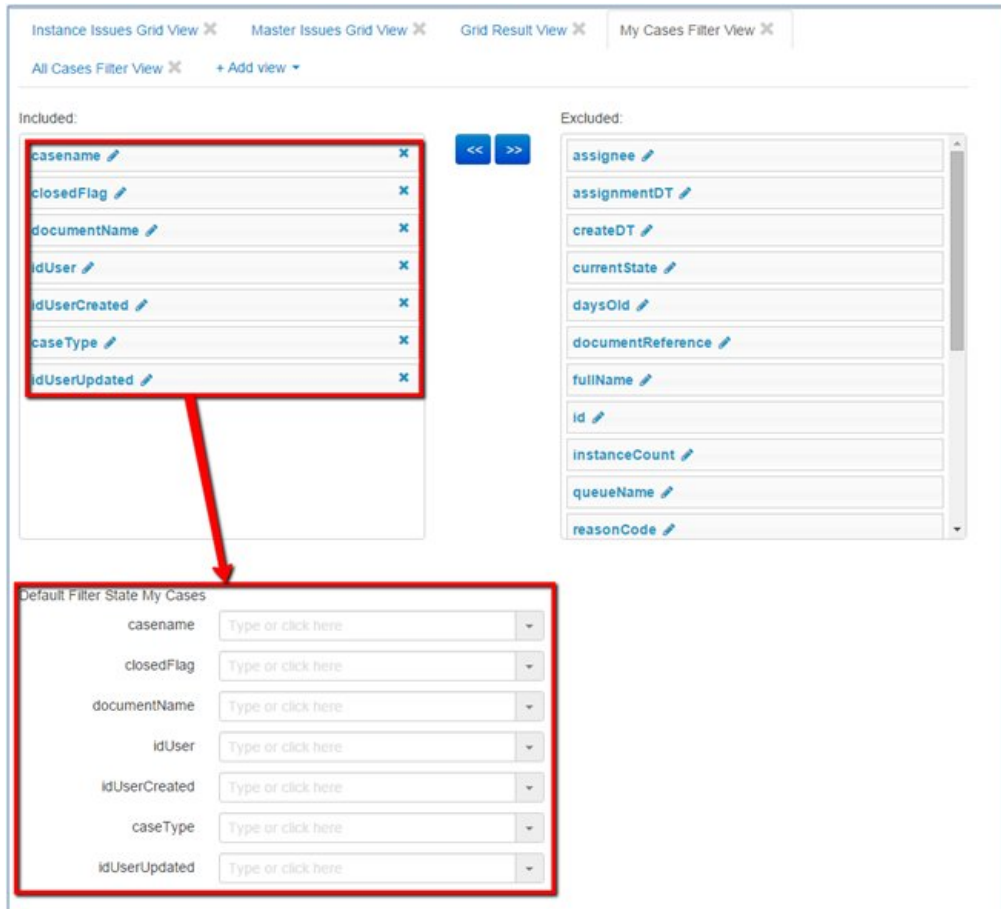 Instance Issues Grid View Master Issues Grid View Grid Result View My Cases Filter View
All Cases Filter View + Add view
Included:
casename
closedFlag
documentName
idUser
idUserCreated
caseType
idUserUpdated
<< >>
Excluded:
assignee
assignmentDT
createDT
currentState
daysOld
documentReference
fullName
id
instanceCount
queueName
reasonCode
Default Filter State My Cases
casename Type or click here
closedFlag Type or click here
documentName Type or click here
idUser Type or click here
idUserCreated Type or click here
caseType Type or click here
idUserUpdated Type or click here